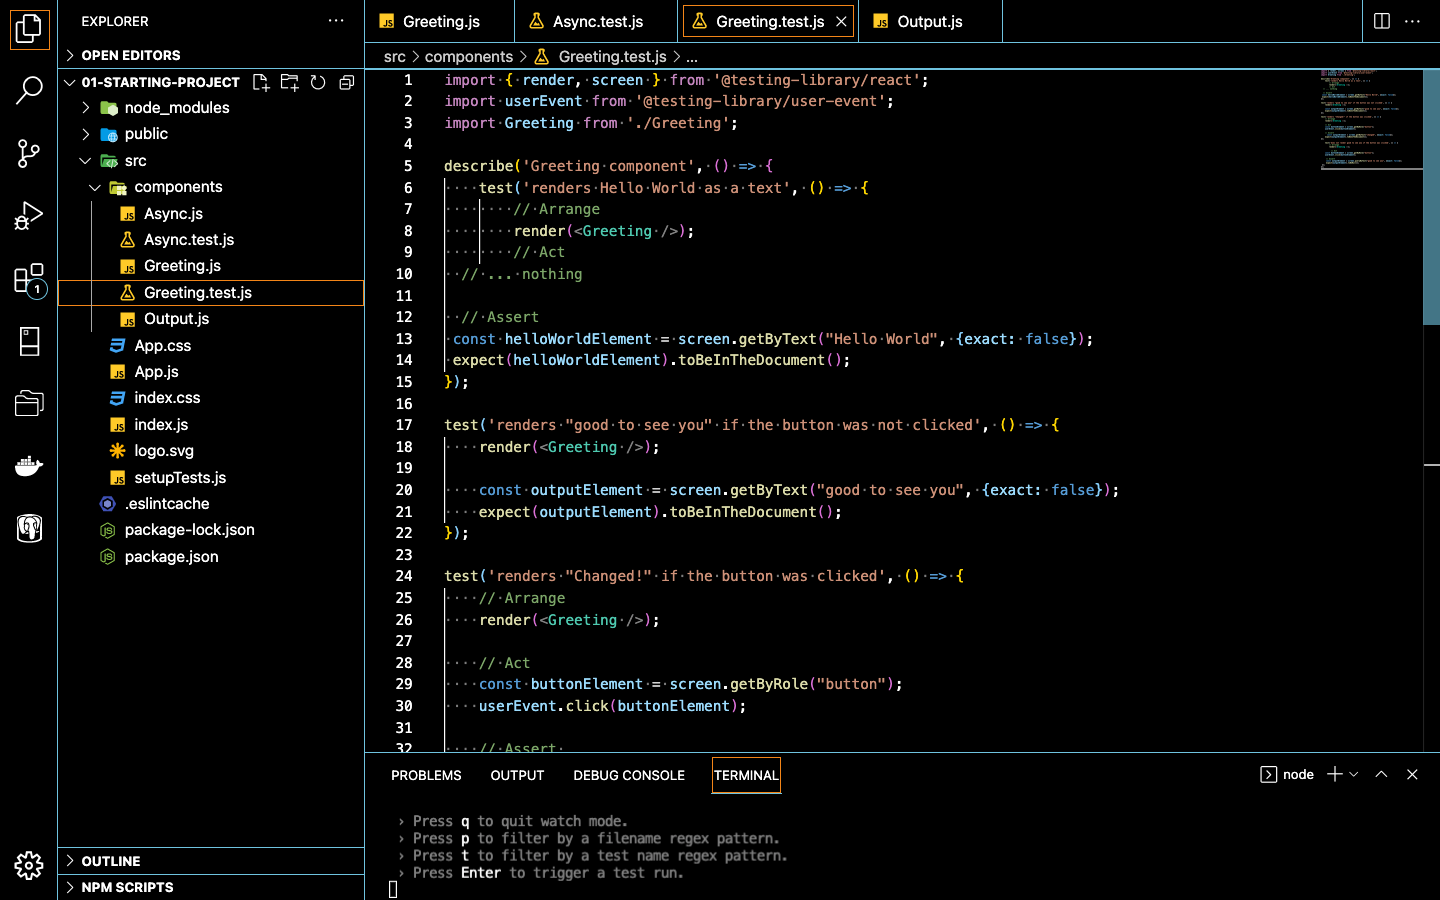 EXPLORER
OPEN EDITORS
01-STARTING-PROJECT
node_modules
public
src
components
Async.js
Async.test.js
Greeting.js
Greeting.test.js
Output.js
App.css
App.js
index.css
index.js
logo.svg
setupTests.js
.eslintcache
package-lock.json
package.json
OUTLINE
NPM SCRIPTS
1
Greeting.js
Async.test.js
Greeting.test.js
Output.js
src > components > Greeting.test.js > ...
1 import { render, screen } from '@testing-library/react';
2 import userEvent from '@testing-library/user-event';
3 import Greeting from './Greeting';
4
5 describe('Greeting component', () => {
6 test('renders Hello World as a text', () => {
7 // Arrange
8 render(<Greeting />);
9 // Act
10 // ... nothing
11
12 // Assert
13 const helloWorldElement = screen.getByText("Hello World", {exact: false});
14 expect(helloWorldElement).toBeInTheDocument();
15 });
16
17 test('renders "good to see you" if the button was not clicked', () => {
18 render(<Greeting />);
19
20 const outputElement = screen.getByText("good to see you", {exact: false});
21 expect(outputElement).toBeInTheDocument();
22 });
23
24 test('renders "Changed!" if the button was clicked', () => {
25 // Arrange
26 render(<Greeting />);
27
28 // Act
29 const buttonElement = screen.getByRole("button");
30 userEvent.click(buttonElement);
31
32 // Assert
PROBLEMS OUTPUT DEBUG CONSOLE TERMINAL node
› Press q to quit watch mode.
› Press p to filter by a filename regex pattern.
› Press t to filter by a test name regex pattern.
› Press Enter to trigger a test run.